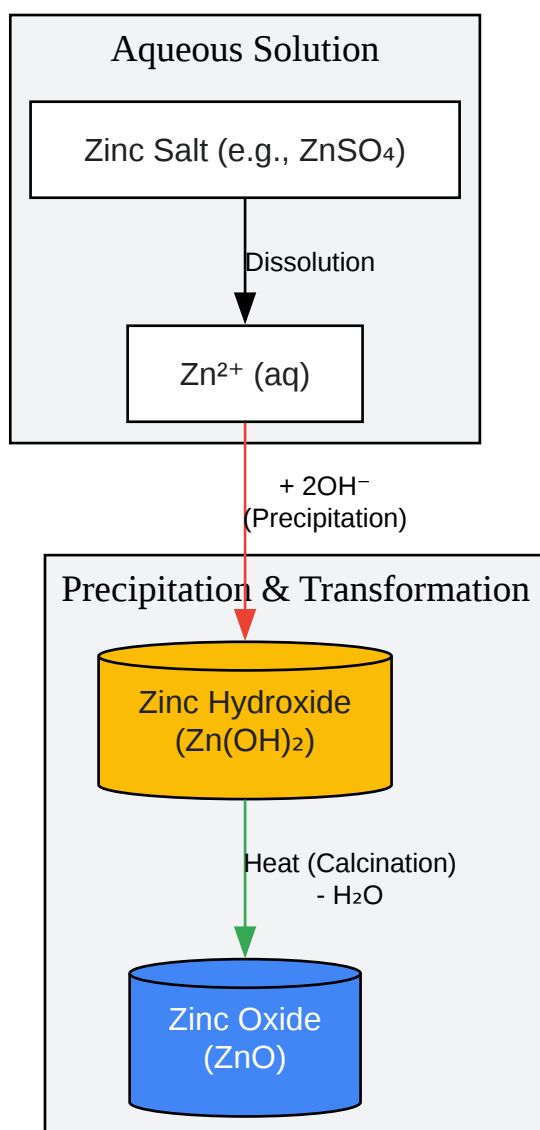 Aqueous Solution
Zinc Salt (e.g., ZnSO₄)
Dissolution
Zn²⁺ (aq)
+ 2OH⁻
(Precipitation)
Precipitation & Transformation
Zinc Hydroxide
(Zn(OH)₂)
Heat (Calcination)
- H₂O
Zinc Oxide
(ZnO)